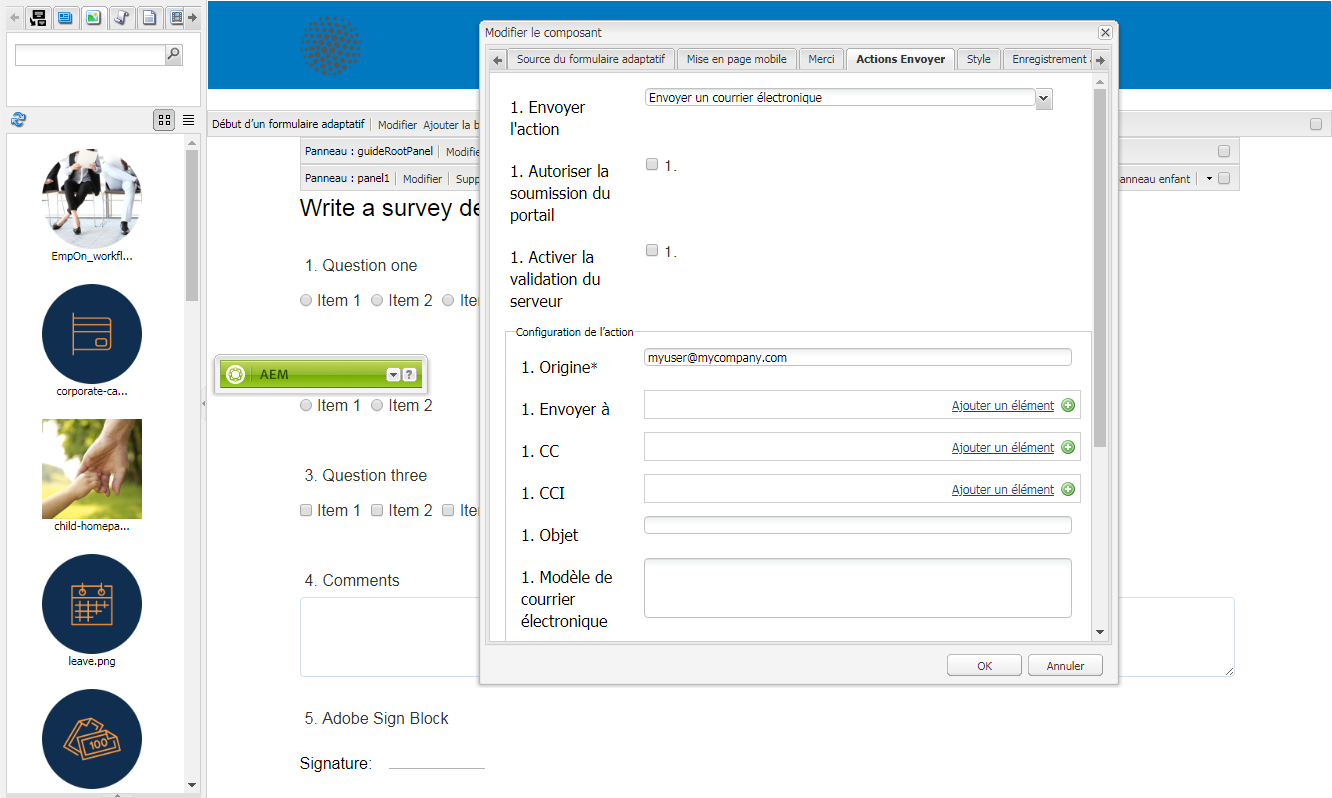 EmpOn_workfl...
corporate-ca...
child-homepa...
leave.png
100
Début d'un formulaire adaptatif | Modifier Ajouter la b
Panneau : guideRootPanel | Modifie
Panneau : panel1 | Modifier | Supp
anneau enfant
Write a survey de
1. Question one
Item 1 Item 2 Ite
AEM
?
Item 1 Item 2
3. Question three
Item 1 Item 2 Ite
4. Comments
5. Adobe Sign Block
Signature:
Modifier le composant
Source du formulaire adaptatif Mise en page mobile Merci Actions Envoyer Style Enregistrement
1. Envoyer
l'action
Envoyer un courrier électronique
1. Autoriser la
soumission du
portail
1.
1. Activer la
validation du
serveur
1.
Configuration de l'action
1. Origine*
myuser@mycompany.com
1. Envoyer à
Ajouter un élément
1. CC
Ajouter un élément
1. CCI
Ajouter un élément
1. Objet
1. Modèle de
courrier
électronique
OK Annuler